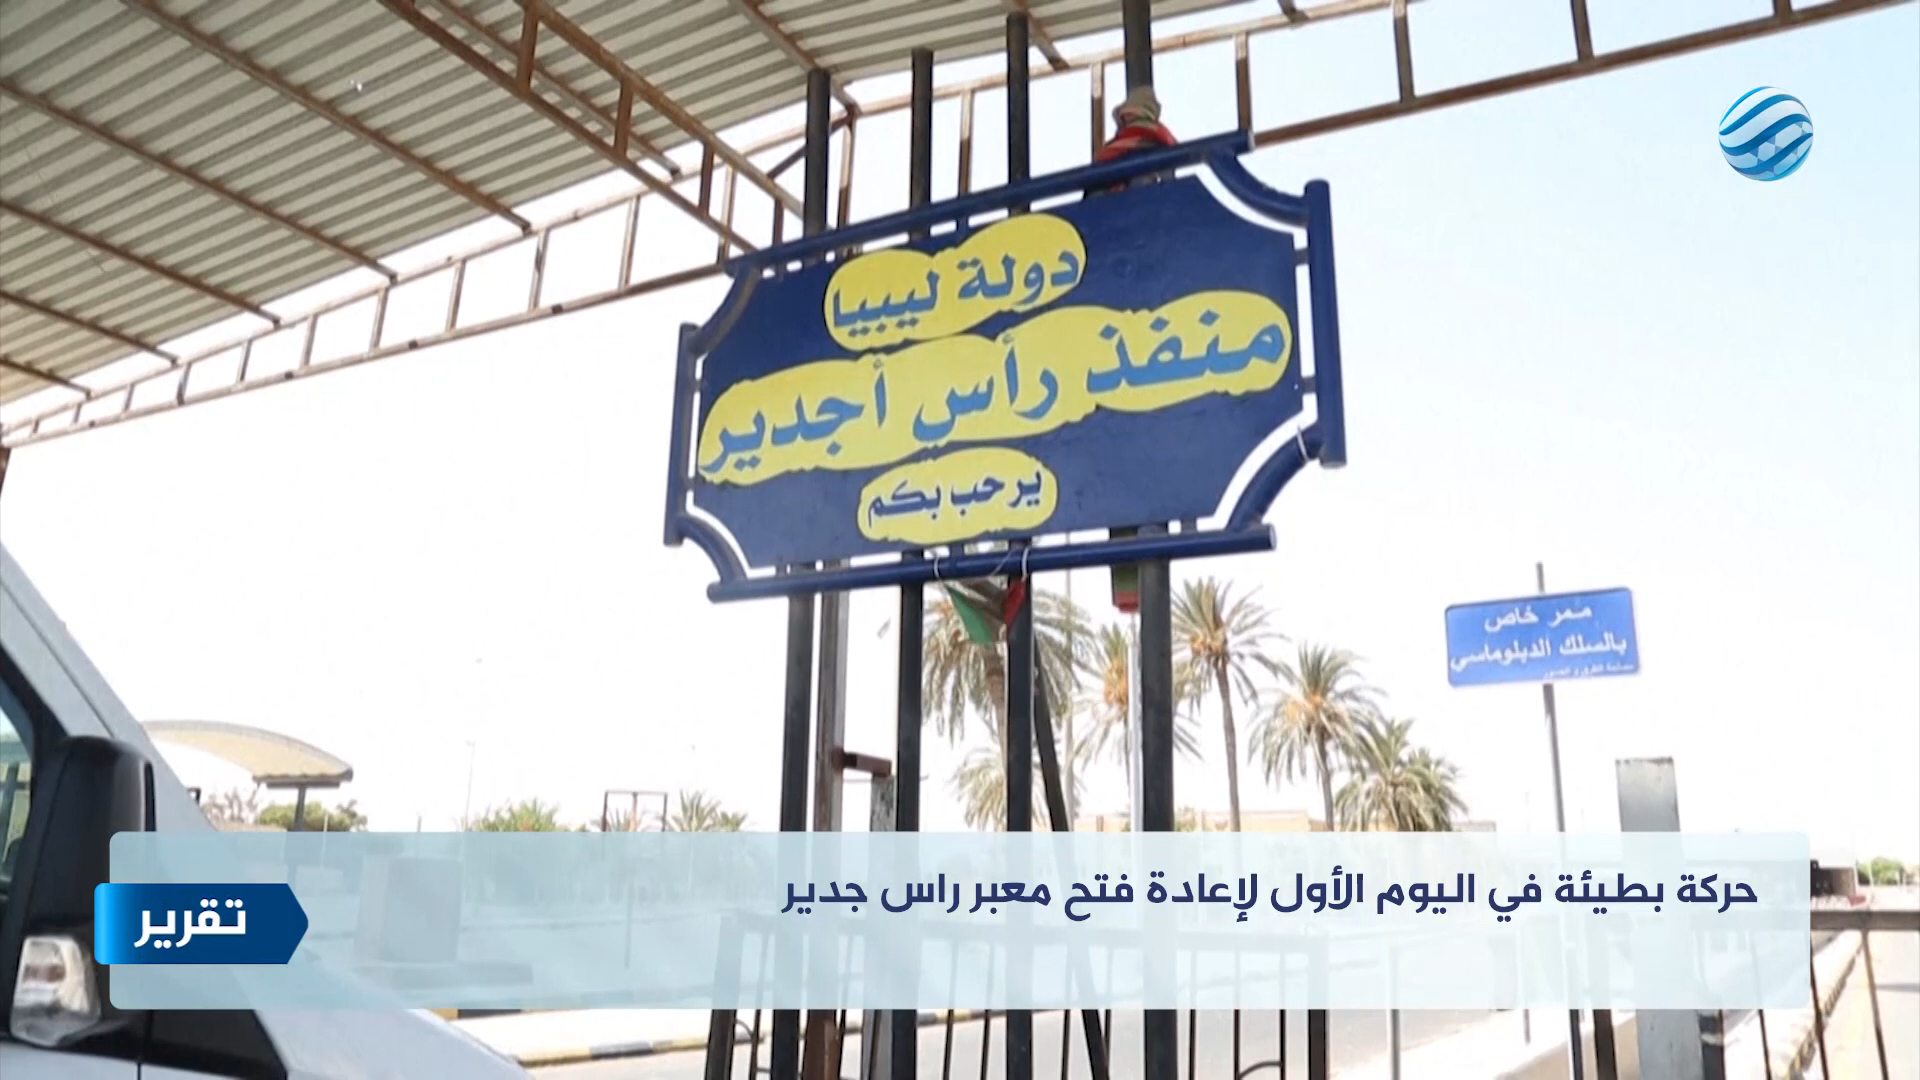 دولة ليبيا
منفذ رأس أجدير
يرحب بكم
ممر خاص
بالسلك الدبلوماسي
حركة بطيئة في اليوم الأول لإعادة فتح معبر راس جدير
تقرير